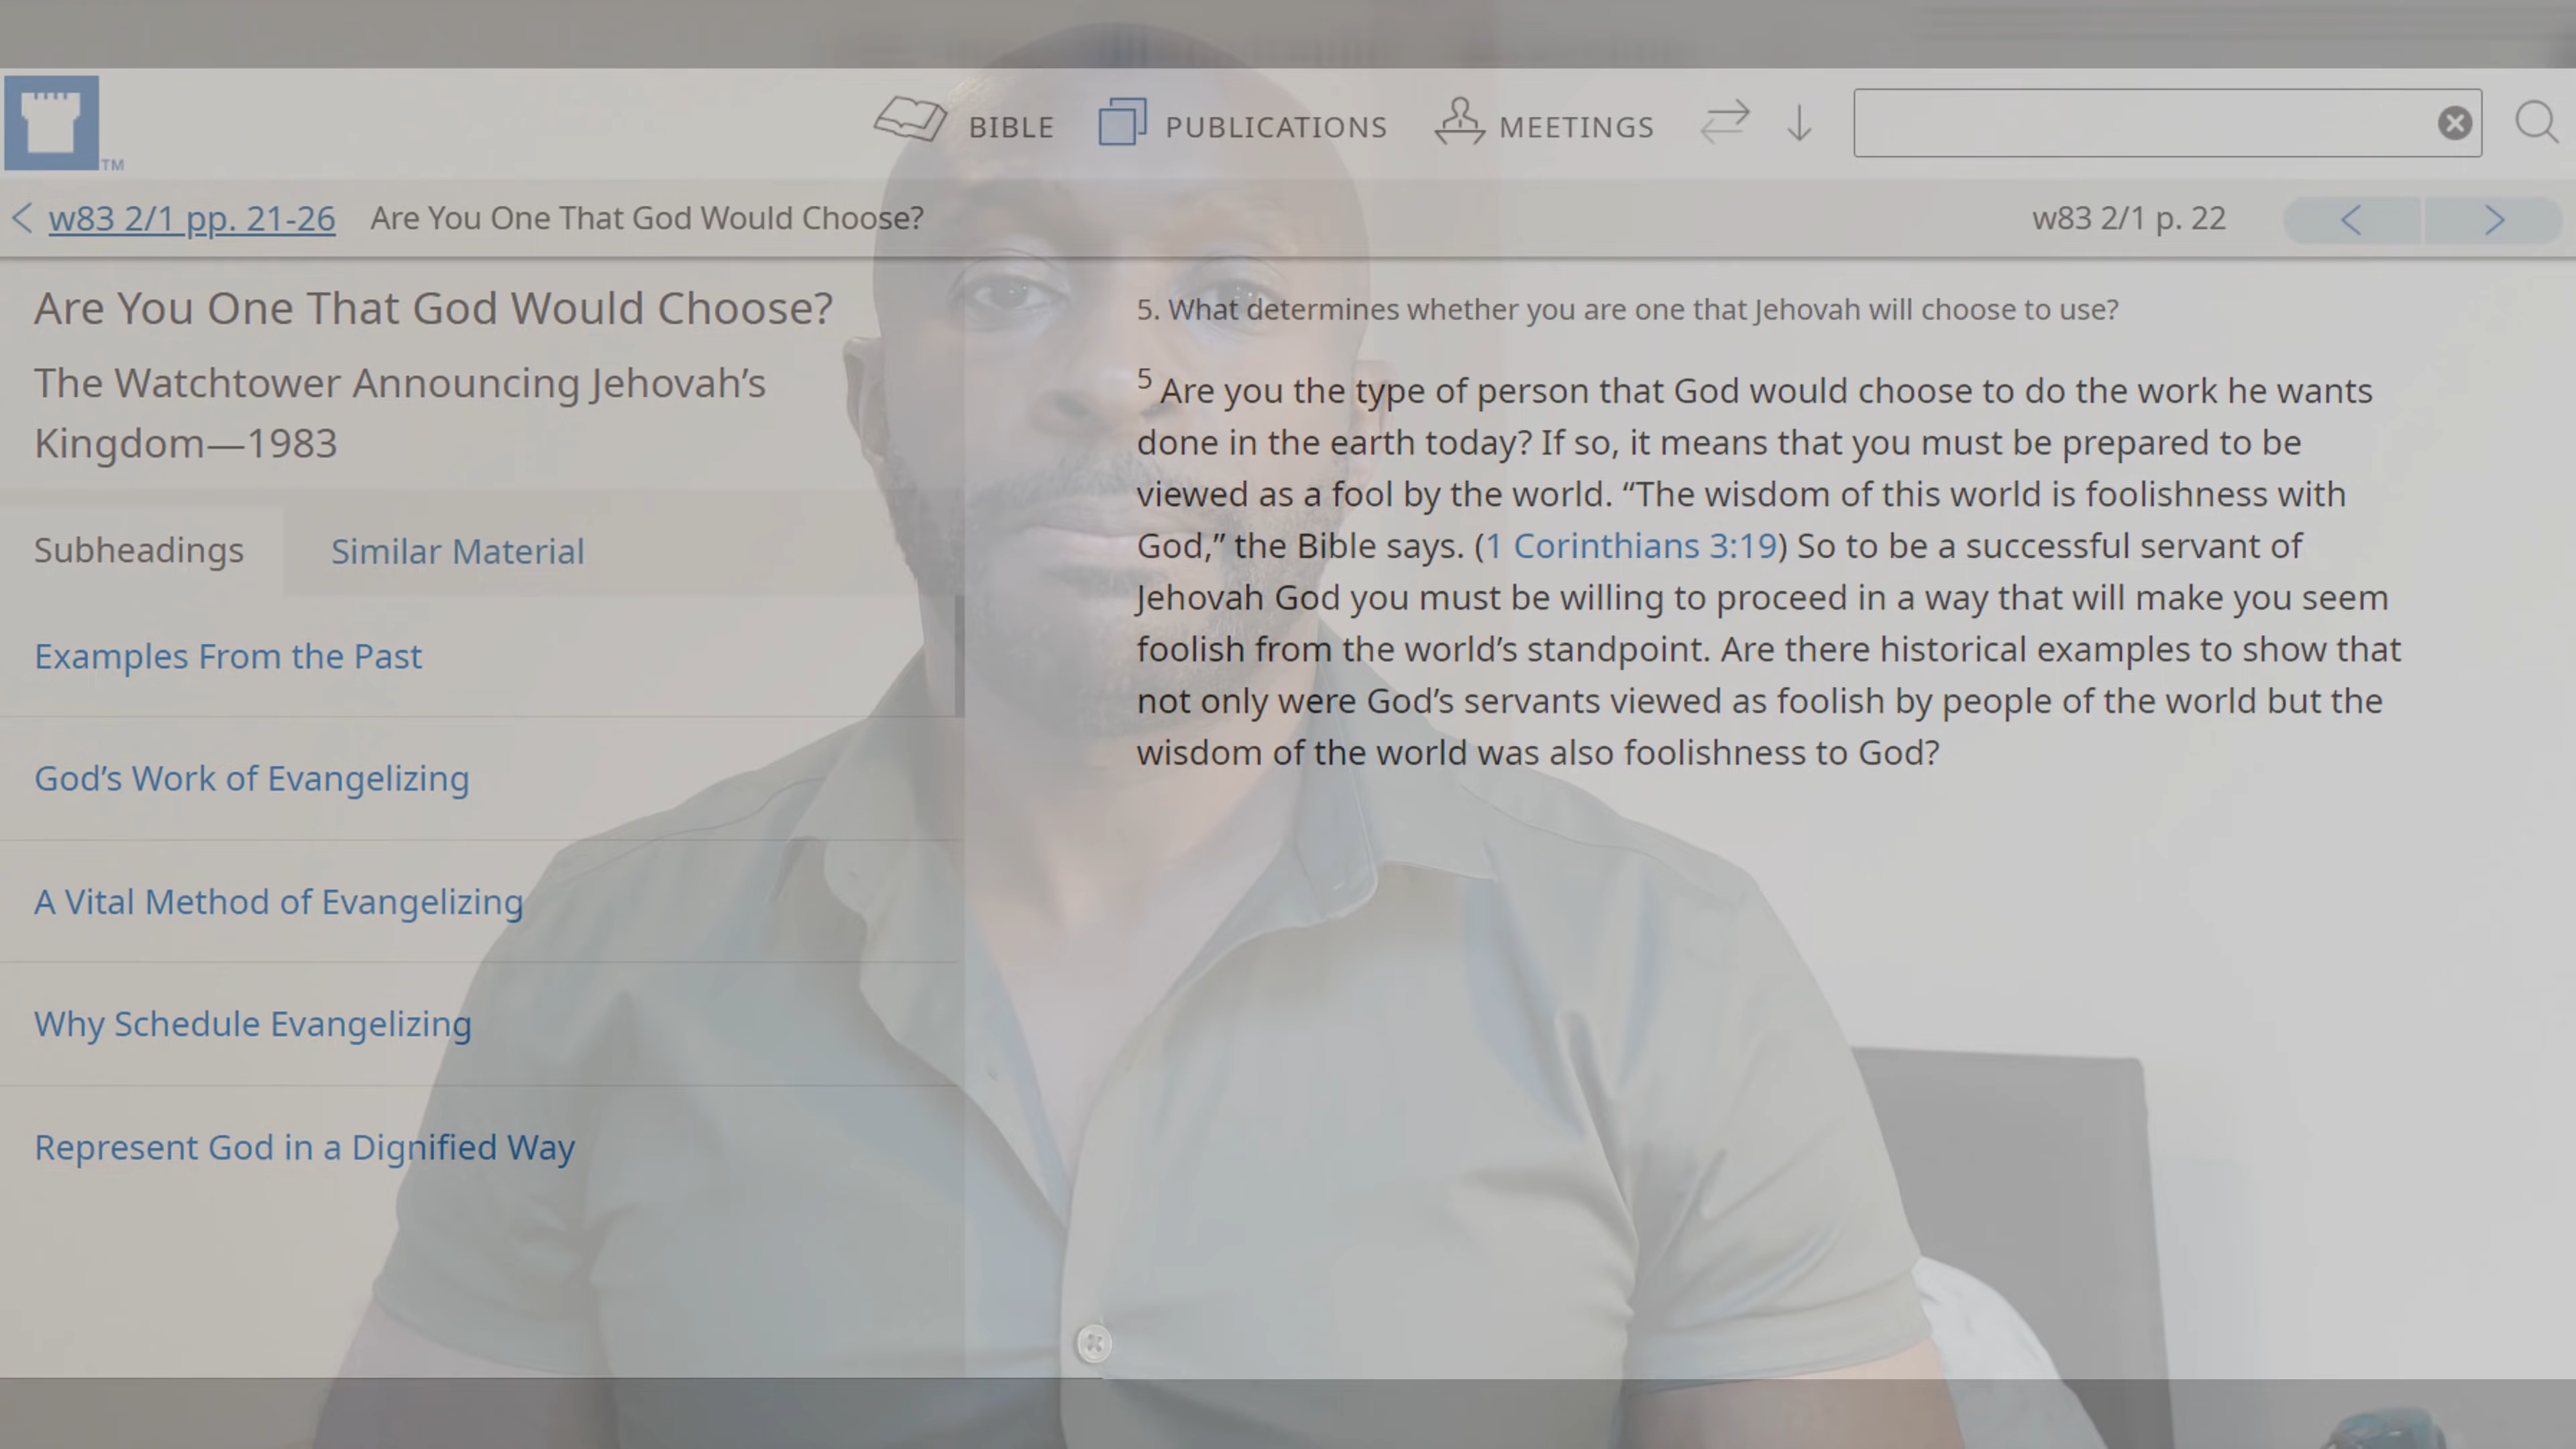 TM
BIBLE
PUBLICATIONS
MEETINGS
w83 2/1 pp. 21-26
Are You One That God Would Choose?
w83 2/1 p. 22
Are You One That God Would Choose?
The Watchtower Announcing Jehovah’s
Kingdom—1983
Subheadings
Similar Material
Examples From the Past
God’s Work of Evangelizing
A Vital Method of Evangelizing
Why Schedule Evangelizing
Represent God in a Dignified Way
5. What determines whether you are one that Jehovah will choose to use?
5 Are you the type of person that God would choose to do the work he wants
done in the earth today? If so, it means that you must be prepared to be
viewed as a fool by the world. “The wisdom of this world is foolishness with
God,” the Bible says. (1 Corinthians 3:19) So to be a successful servant of
Jehovah God you must be willing to proceed in a way that will make you seem
foolish from the world’s standpoint. Are there historical examples to show that
not only were God’s servants viewed as foolish by people of the world but the
wisdom of the world was also foolishness to God?